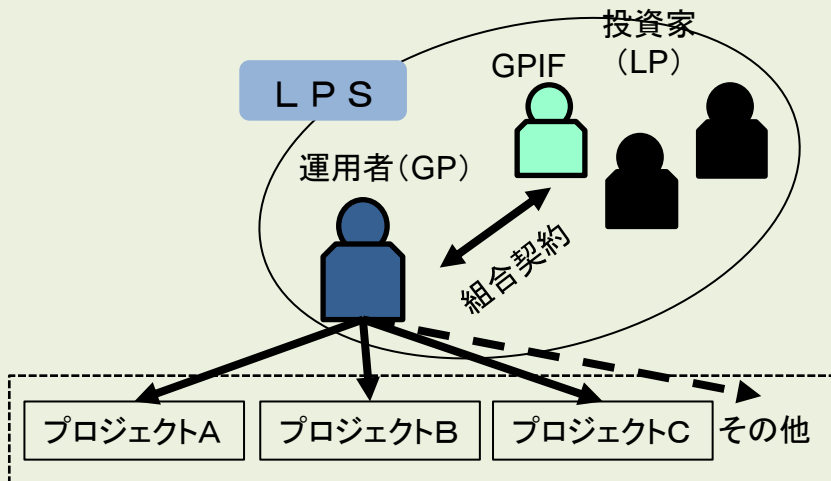 投資家
（LP）
GPIF
ＬＰＳ
運用者（GP）
組合契約
プロジェクトA
プロジェクトB
プロジェクトC
その他